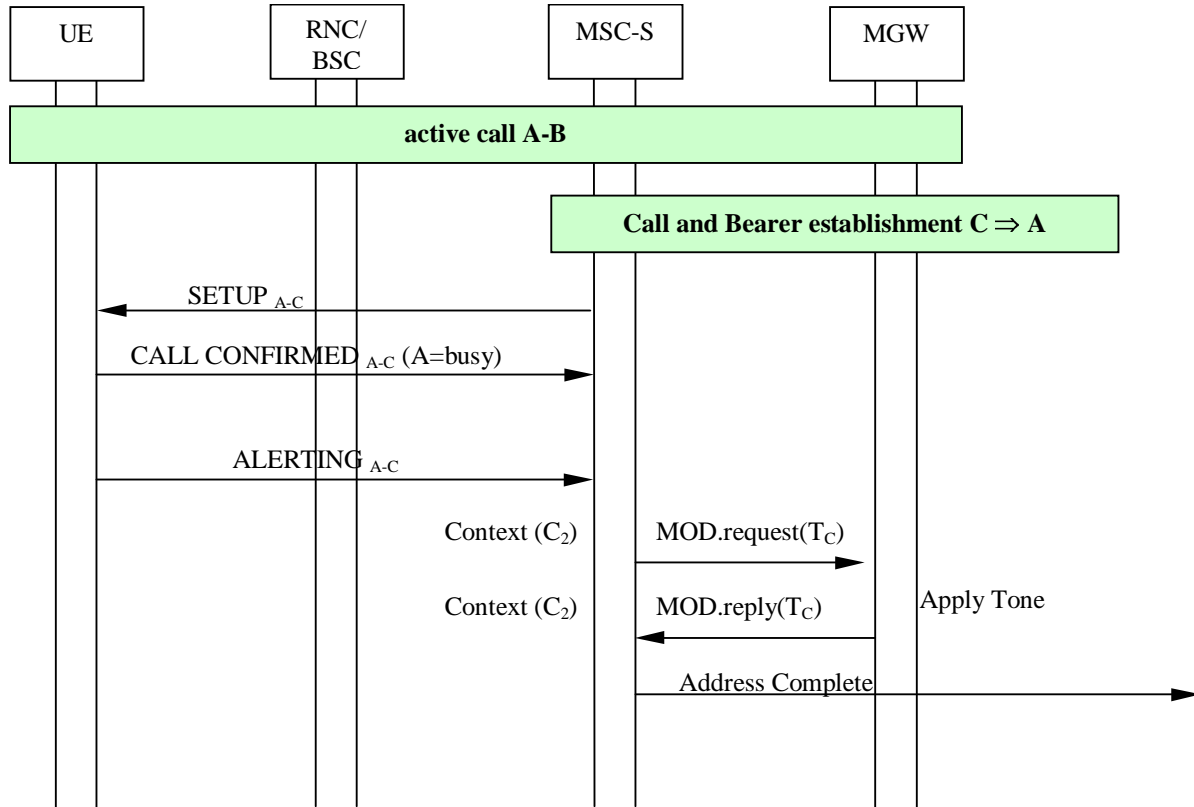 UE
RNC/
BSC
MSC-S
MGW
active call A-B
Call and Bearer establishment C ⇒ A
SETUP A-C
CALL CONFIRMED A-C (A=busy)
ALERTING A-C
Context (C2)
MOD.request(TC)
Context (C2)
MOD.reply(TC)
Apply Tone
Address Complete